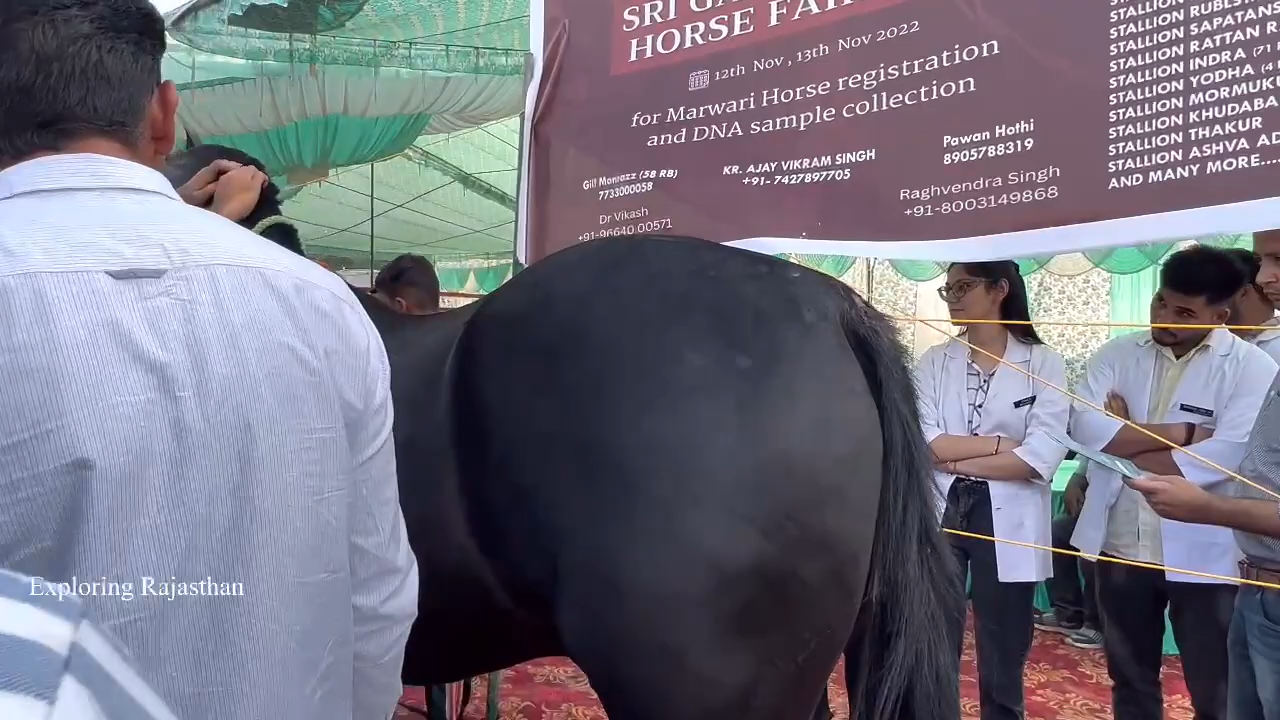 SRI GA
HORSE FAI
12th Nov , 13th Nov 2022
for Marwari Horse registration
and DNA sample collection
Gill Monrazz (58 RB)
7733000058
Dr Vikash
+91-96640 00571
KR. AJAY VIKRAM SINGH
+91- 7427897705
Pawan Hothi
8905788319
Raghvendra Singh
+91-8003149868
STALLION
STALLION SAPATANS
STALLION RATTAN R
STALLION INDRA (71
STALLION YODHA (4
STALLION MORMUK
STALLION KHUDABA
STALLION THAKUR
STALLION ASHVA AD
AND MANY MORE....
Exploring Rajasthan